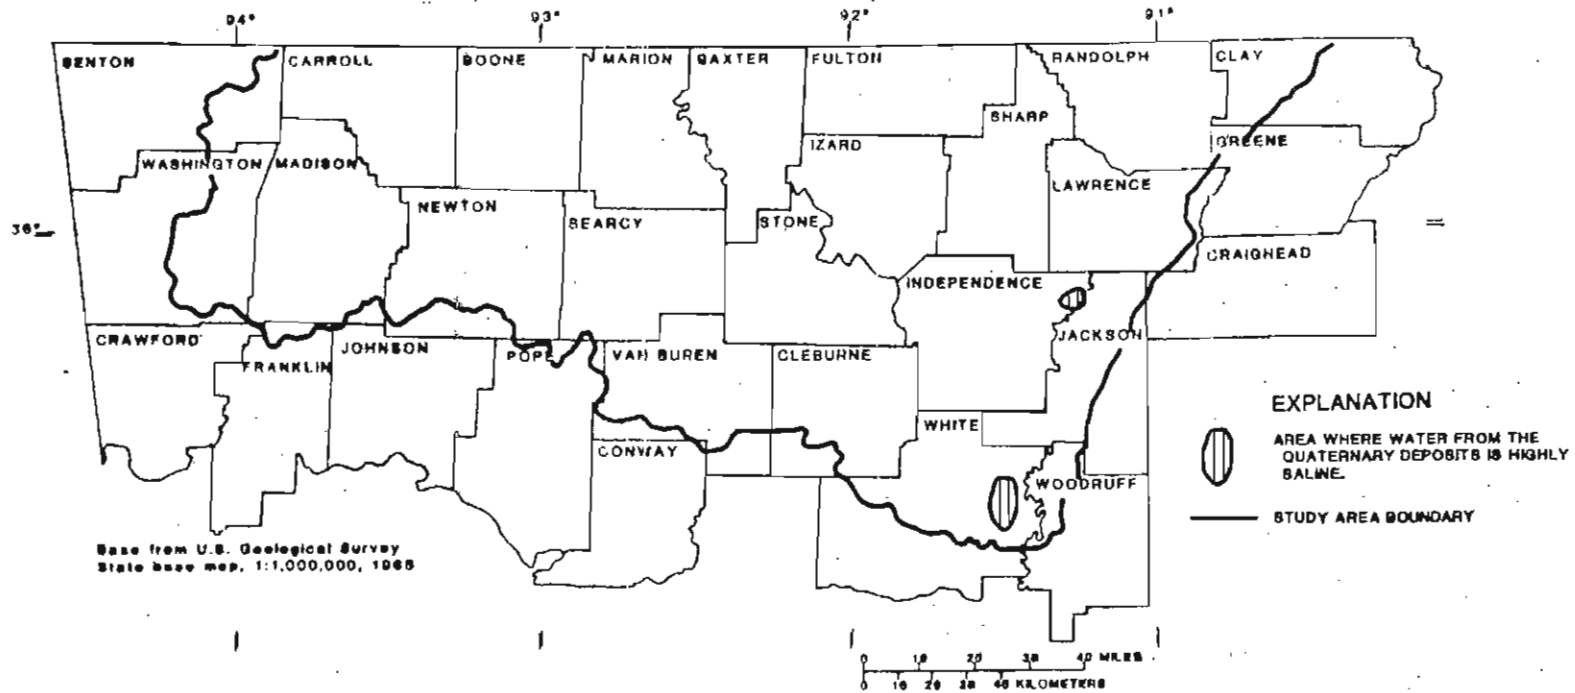 94° 93° 92° 91°
BENTON CARROLL BOONE MARION BAXTER FULTON RANDOLPH CLAY
SHARP
WASHINGTON MADISON IZARD GREENE
LAWRENCE
NEWTON SEARCY STONE
36°
CRAIGHEAD
INDEPENDENCE
CRAWFORD JOHNSON POPE VAN BUREN CLEBURNE JACKSON
FRANKLIN
WHITE
CONWAY
WOODRUFF
EXPLANATION
AREA WHERE WATER FROM THE
QUATERNARY DEPOSITS IS HIGHLY
SALINE.
STUDY AREA BOUNDARY
Base from U.S. Geological Survey
State base map, 1:1,000,000, 1965
0 10 20 30 40 MILES
0 10 20 30 40 KILOMETERS